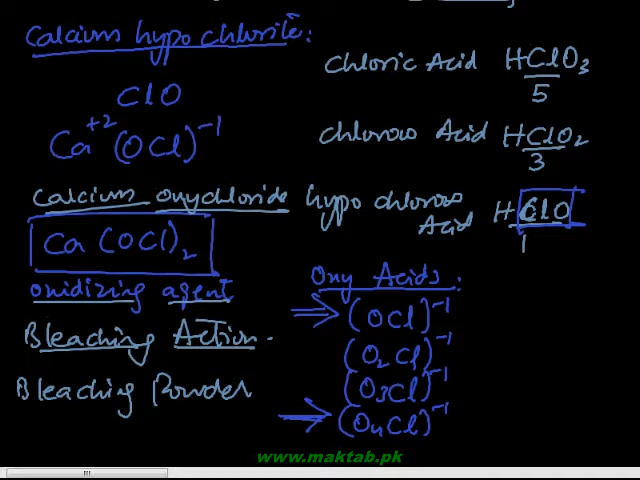 Calcium hypochlorite:
ClO
Ca+2 (OCl)-1
Calcium oxychloride
Ca (OCl)2
oxidizing agent
Bleaching Action.
Bleaching Powder
Chloric Acid HClO3
5
Chlorous Acid HClO2
3
hypo chlorous Acid HClO
1
Oxy Acids:
⇒ (OCl)-1
(O2Cl)-1
(O3Cl)-1
⇒ (O4Cl)-1
www.maktab.pk